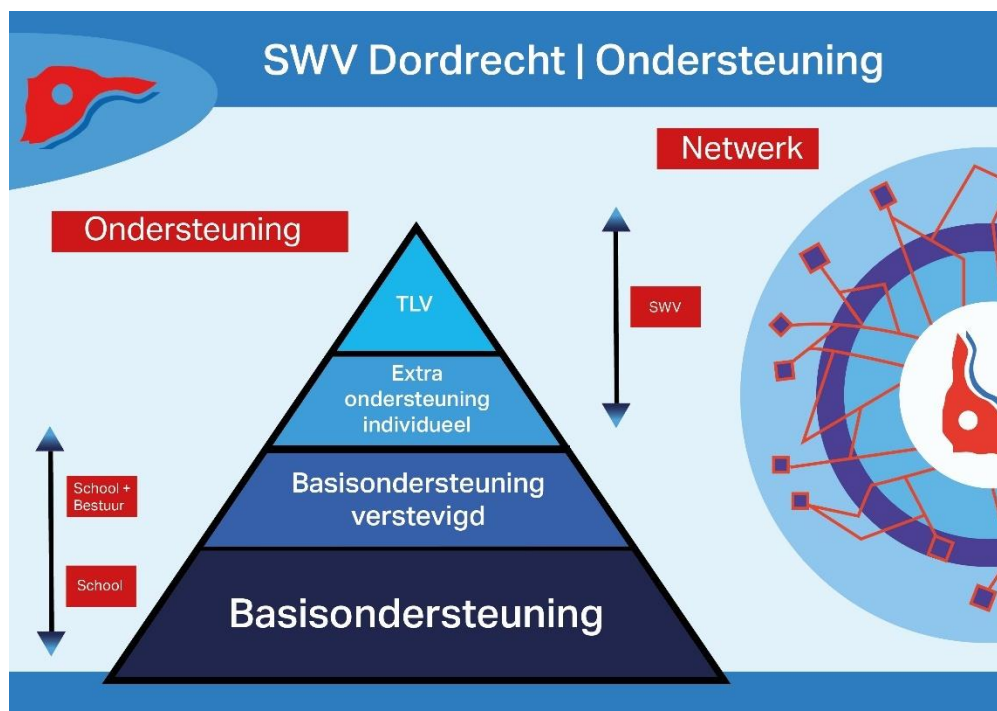 SWV Dordrecht | Ondersteuning
Netwerk
Ondersteuning
TLV
SWV
Extra
ondersteuning
individueel
School +
Bestuur
Basisondersteuning
verstevigd
School
Basisondersteuning